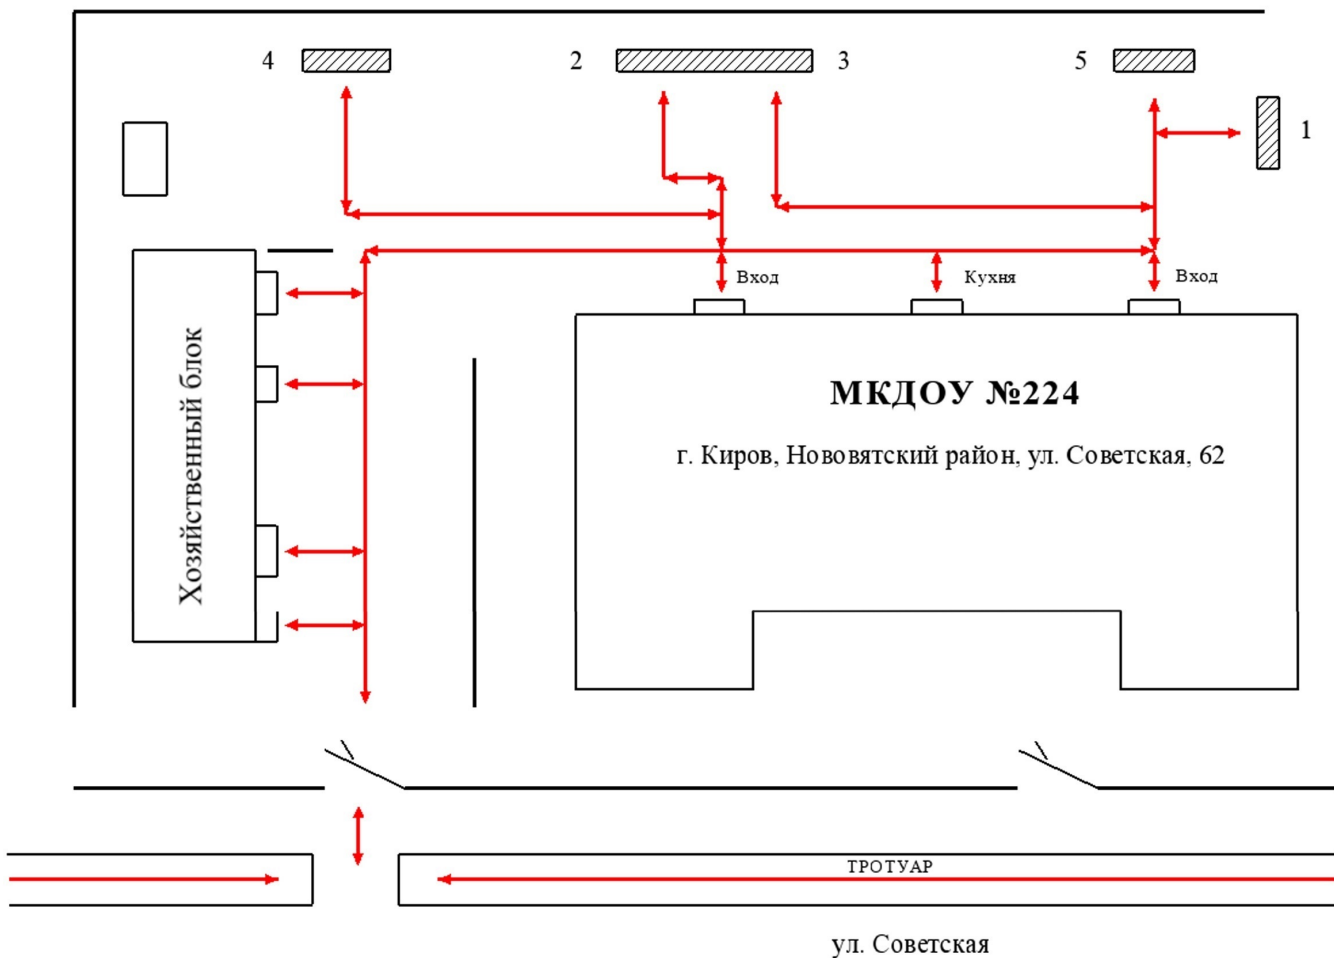 4
2
3
5
1
Вход
Кухня
Вход
Хозяйственный блок
МКДОУ №224
г. Киров, Нововятский район, ул. Советская, 62
ТРОТУАР
ул. Советская